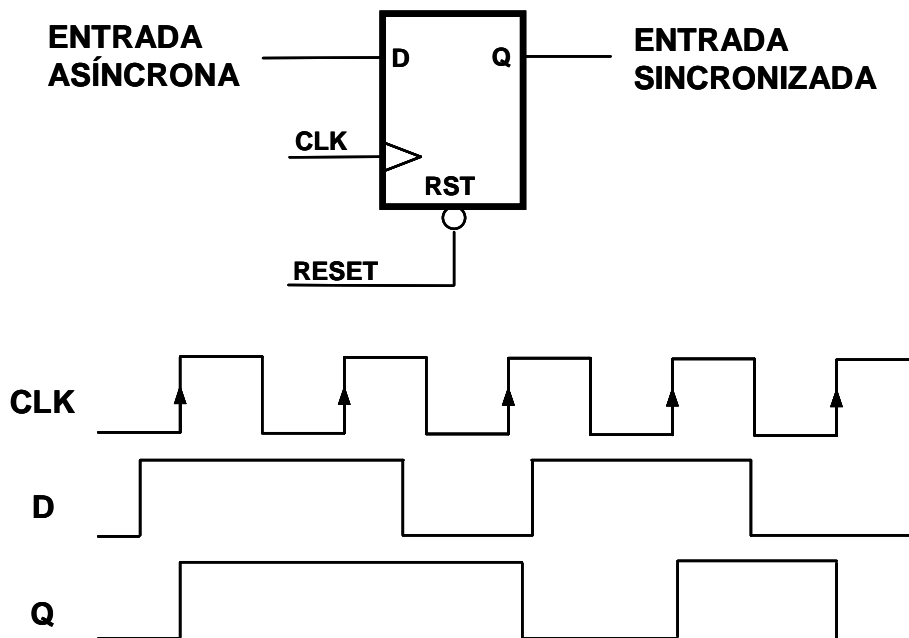 ENTRADA
ASÍNCRONA
D
Q
ENTRADA
SINCRONIZADA
CLK
RST
RESET
CLK
D
Q